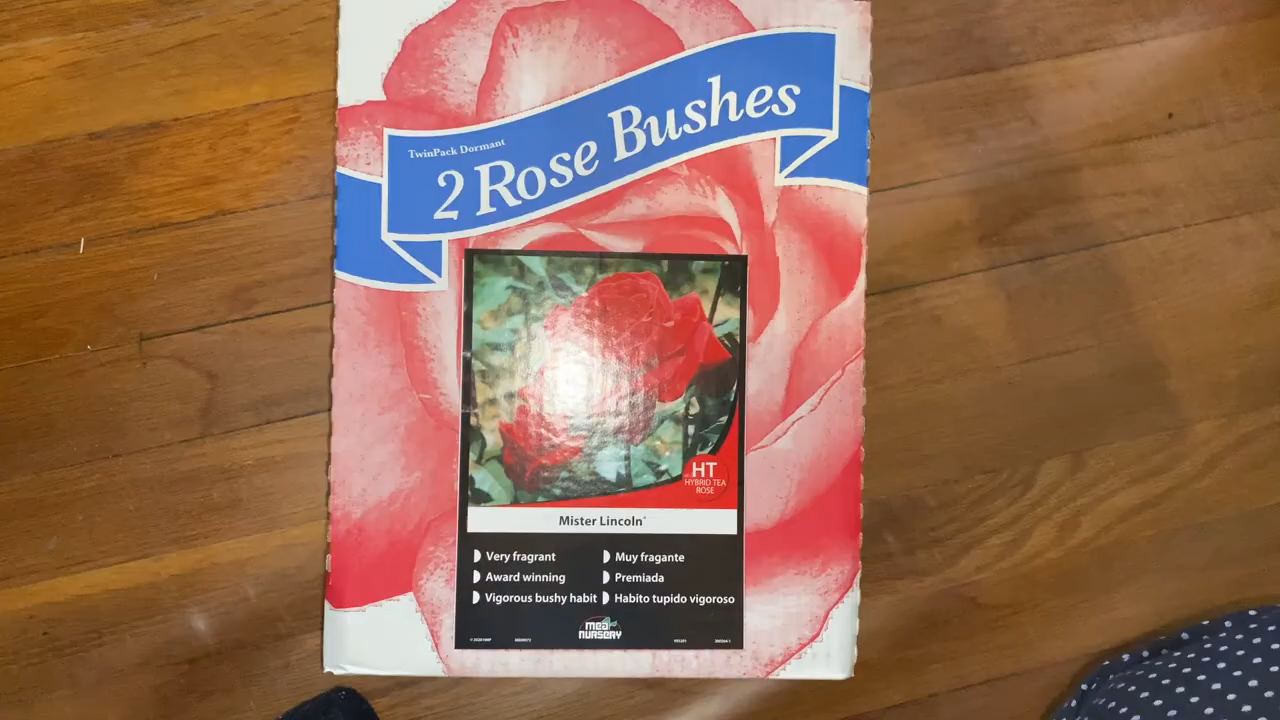 TwinPack Dormant
2 Rose Bushes
HT
HYBRID TEA
ROSE
Mister Lincoln®
Very fragrant
Award winning
Vigorous bushy habit
Muy fragante
Premiada
Habito tupido vigoroso
mea
NURSERY